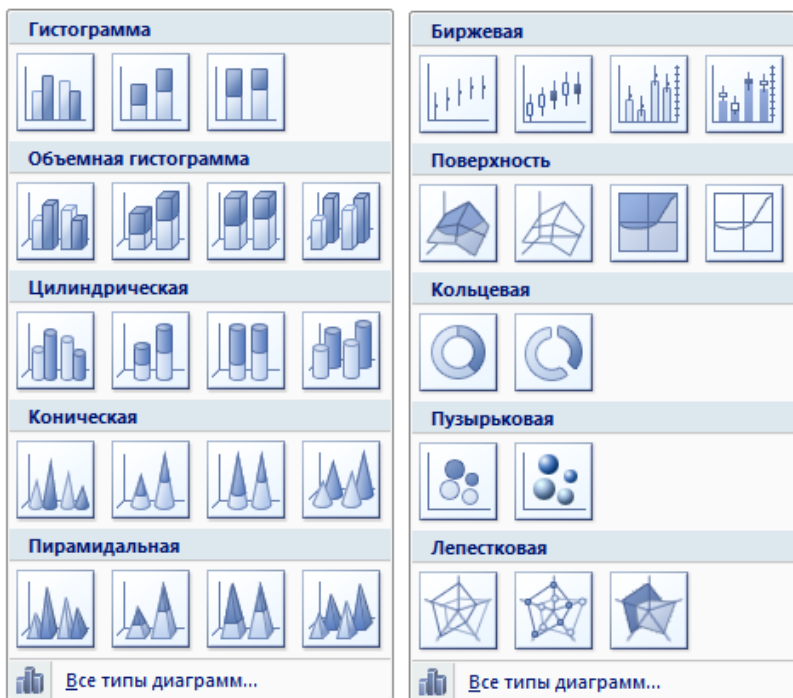 Гистограмма
Объемная гистограмма
Цилиндрическая
Коническая
Пирамидальная
Все типы диаграмм...
Биржевая
Поверхность
Кольцевая
Пузырьковая
Лепестковая
Все типы диаграмм...